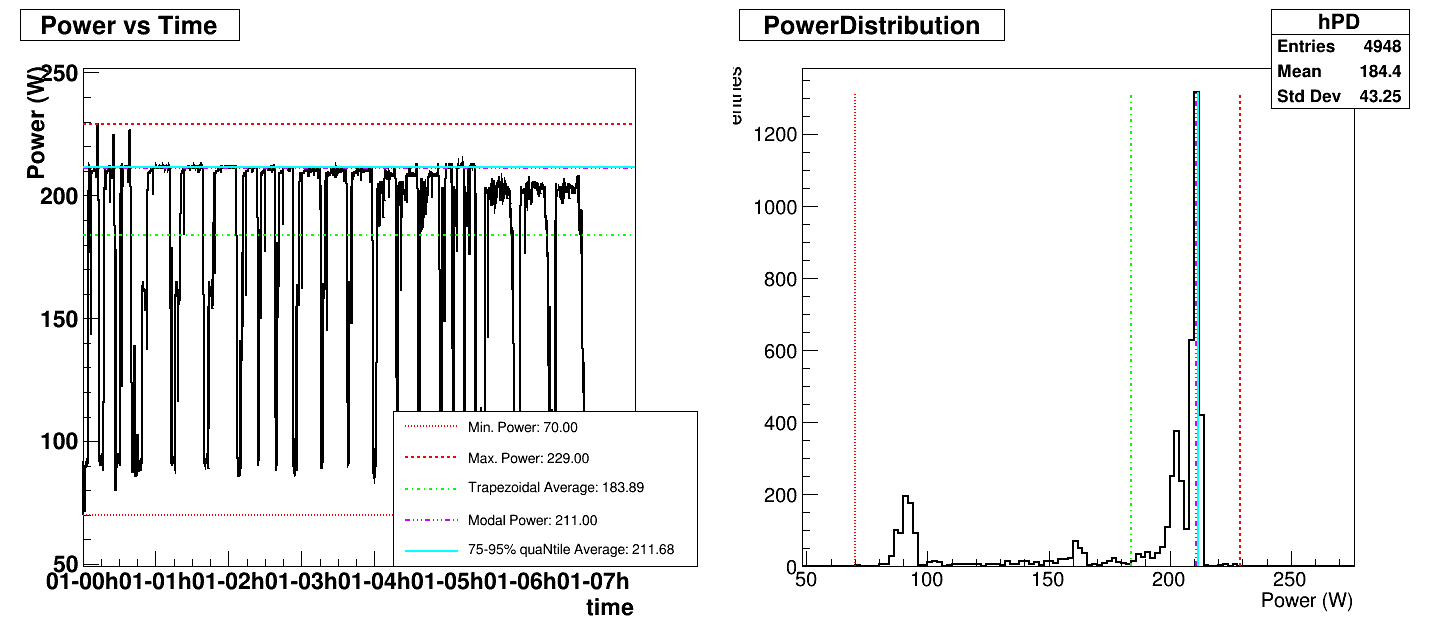 Power vs Time
Power (W)
250
200
150
100
50
01-00h01-01h01-02h01-03h01-04h01-05h01-06h01-07h
time
Min. Power: 70.00
Max. Power: 229.00
Trapezoidal Average: 183.89
Modal Power: 211.00
75-95% quaNtile Average: 211.68
PowerDistribution
hPD
Entries 4948
Mean 184.4
Std Dev 43.25
entries
1200
1000
800
600
400
200
0
50 100 150 200 250
Power (W)